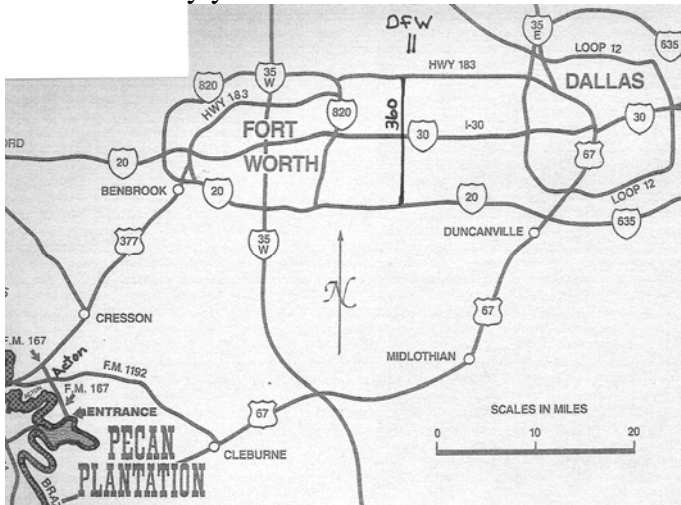 DFW
11
35
E
LOOP 12
635
35
W
820
HWY 183
DALLAS
HWY 183
820
360
FORT
WORTH
30
I-30
30
ORD
20
67
BENBROOK
20
20
LOOP 12
635
377
35
W
DUNCANVILLE
N
CRESSON
67
F.M. 167
Acton
F.M. 1192
MIDLOTHIAN
F.M. 167
ENTRANCE
67
SCALES IN MILES
PECAN
PLANTATION
CLEBURNE
0 10 20
BRAZ